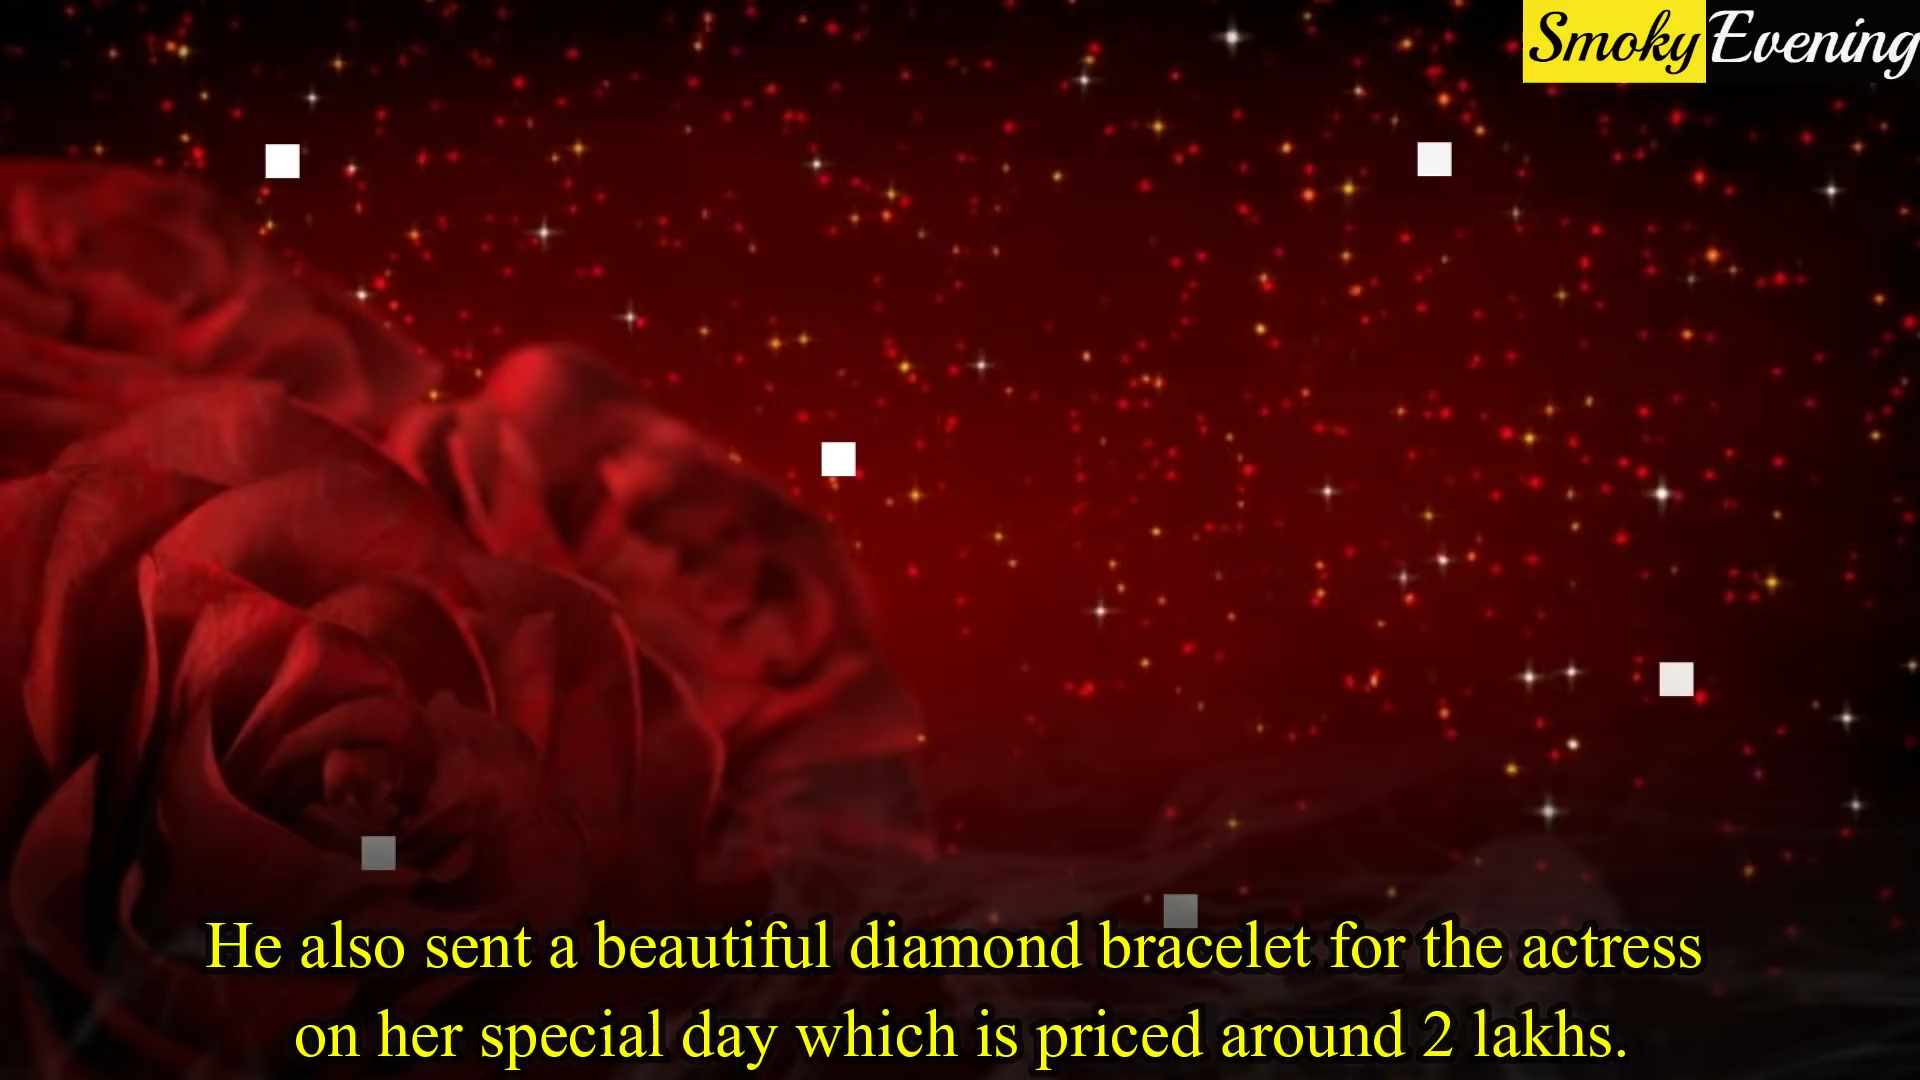 Smoky Evening
He also sent a beautiful diamond bracelet for the actress
on her special day which is priced around 2 lakhs.